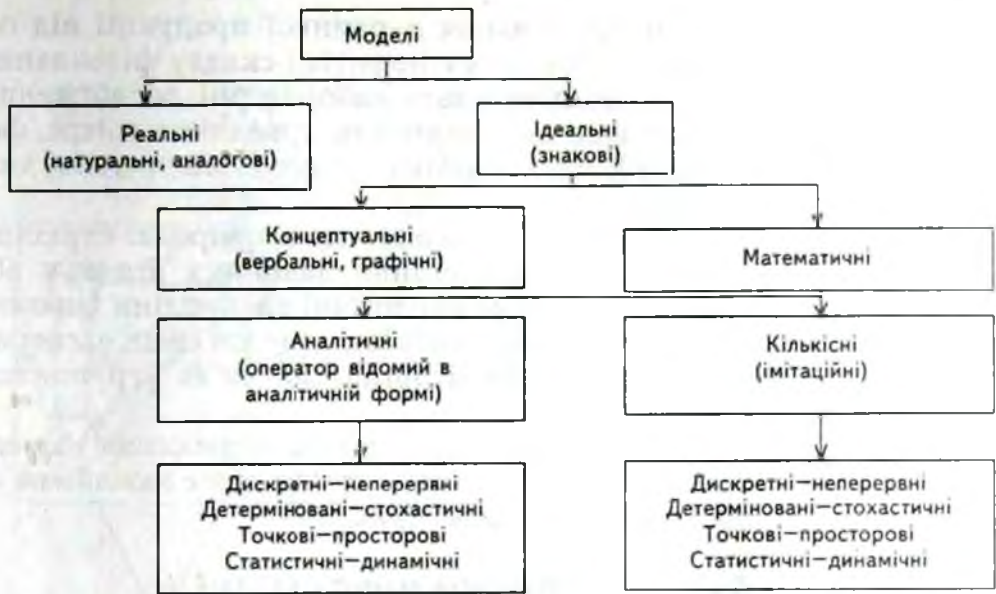 Моделі
Реальні
(натуральні, аналогові)
Ідеальні
(знакові)
Концептуальні
(вербальні, графічні)
Математичні
Аналітичні
(оператор відомий в
аналітичній формі)
Кількісні
(імітаційні)
Дискретні—неперервні
Детерміновані—стохастичні
Точкові—просторові
Статистичні—динамічні
Дискретні—неперервні
Детерміновані—стохастичні
Точкові—просторові
Статистичні—динамічні